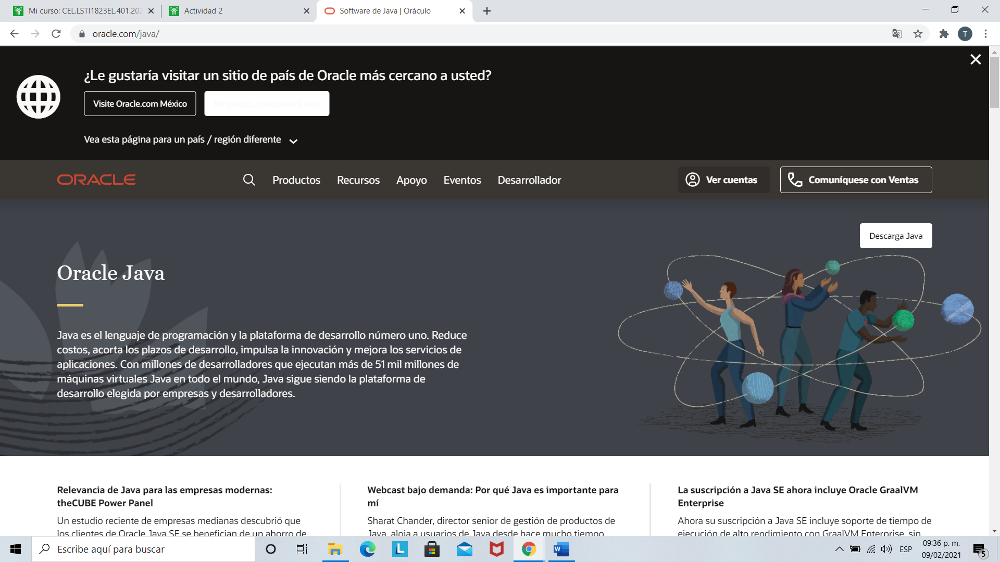 Mi curso: CEL.LSTI1823EL.401.202
Actividad 2
Software de Java | Oráculo
oracle.com/java/
T
¿Le gustaría visitar un sitio de país de Oracle más cercano a usted?
Visite Oracle.com México
No gracias, me quedaré aquí
Vea esta página para un país / región diferente
ORACLE
Productos
Recursos
Apoyo
Eventos
Desarrollador
Ver cuentas
Comuníquese con Ventas
Descarga Java
Oracle Java
Java es el lenguaje de programación y la plataforma de desarrollo número uno. Reduce
costos, acorta los plazos de desarrollo, impulsa la innovación y mejora los servicios de
aplicaciones. Con millones de desarrolladores que ejecutan más de 51 mil millones de
máquinas virtuales Java en todo el mundo, Java sigue siendo la plataforma de
desarrollo elegida por empresas y desarrolladores.
Relevancia de Java para las empresas modernas:
theCUBE Power Panel
Un estudio reciente de empresas medianas descubrió que
los clientes de Oracle Java SE se benefician de un ahorro de
Webcast bajo demanda: Por qué Java es importante para
mí
Sharat Chander, director senior de gestión de productos de
Java, aloja a usuarios de Java desde hace mucho tiempo
La suscripción a Java SE ahora incluye Oracle GraalVM
Enterprise
Ahora su suscripción a Java SE incluye soporte de tiempo de
ejecución de alto rendimiento con GraalVM Enterprise, sin
Escribe aquí para buscar
L
W
ESP
09:36 p. m.
09/02/2021
5